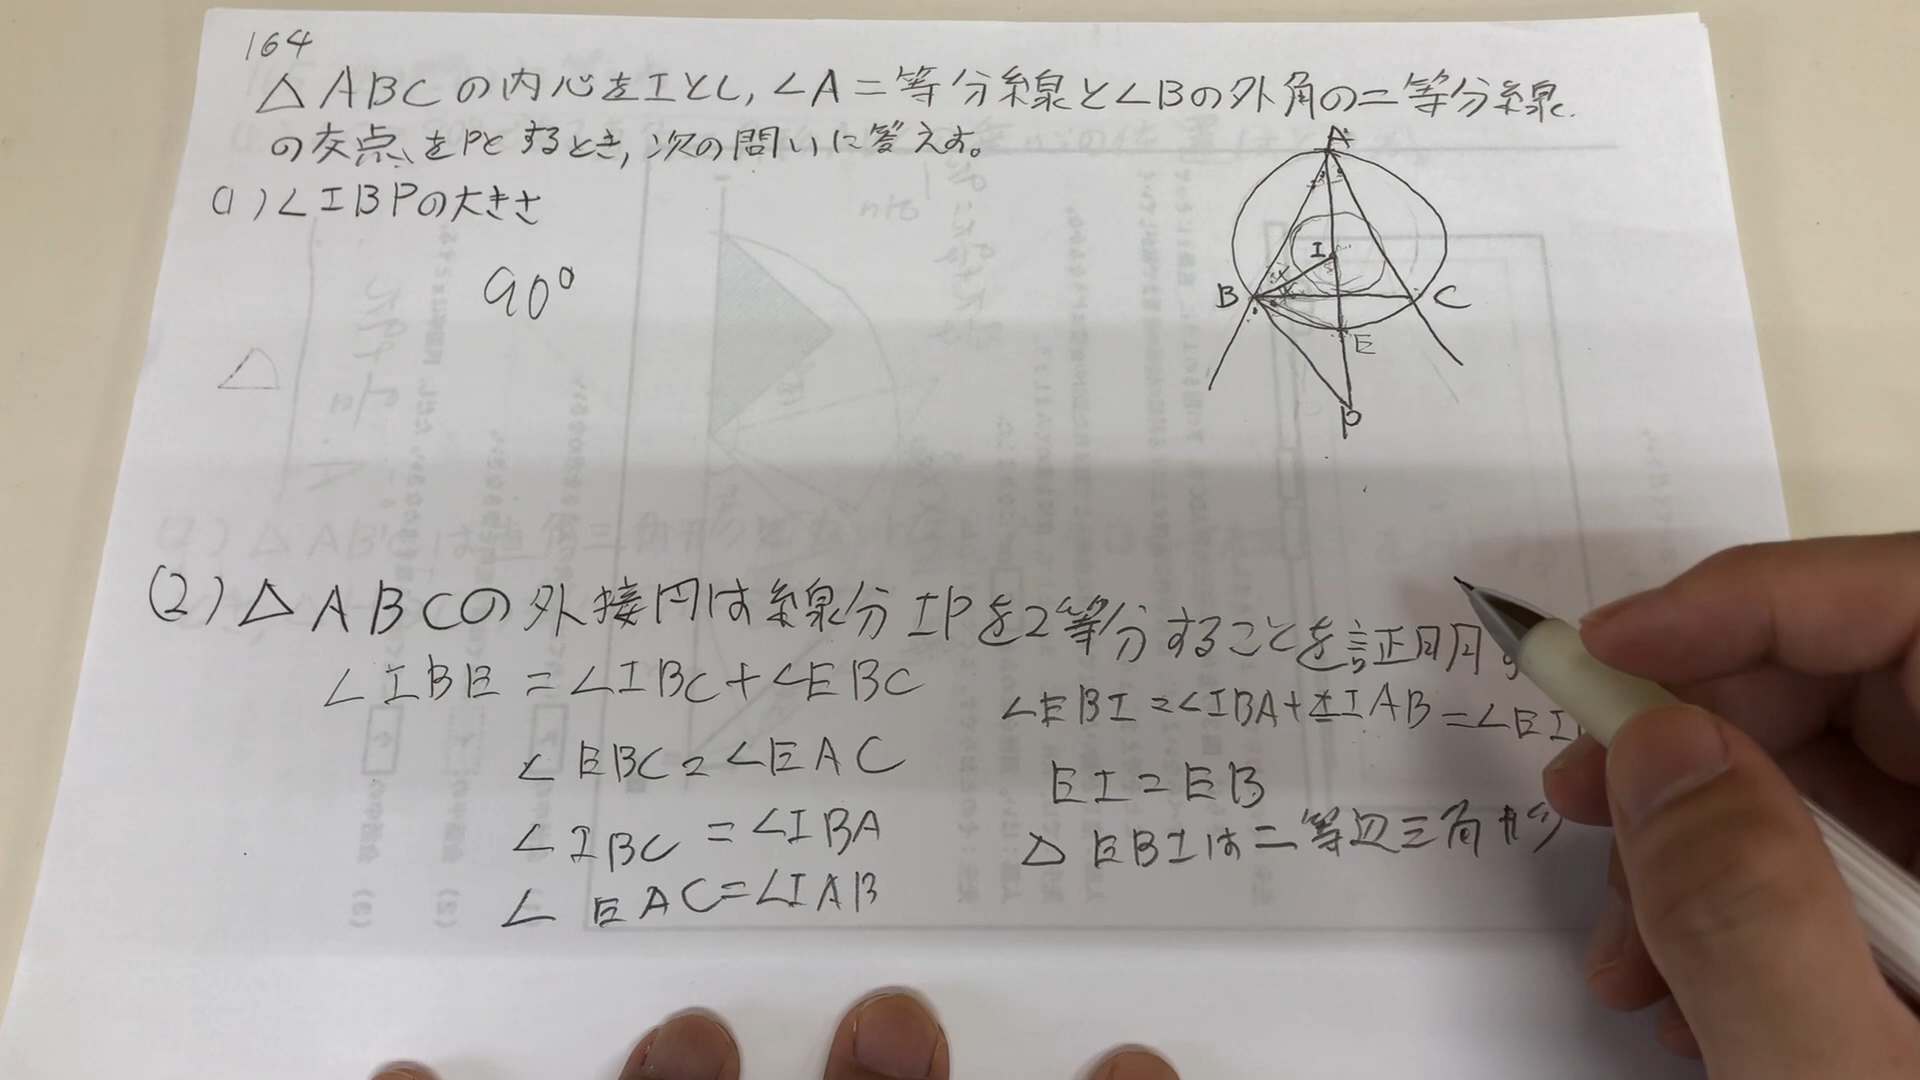 164
△ABCの内心をIとし,∠A二等分線と∠Bの外角の二等分線
の交点をPとするとき,次の問いに答えよ。
(1)∠IBPの大きさ
90°
A
I
B
C
E
P
(2)△ABCの外接円は線分IPを2等分することを証明
∠IBE=∠IBC+∠EBC
∠EBC=∠EAC
∠IBC=∠IBA
∠EAC=∠IAB
∠EBI=∠IBA+∠IAB=∠EI
EI=EB
△EBIは二等辺三角形